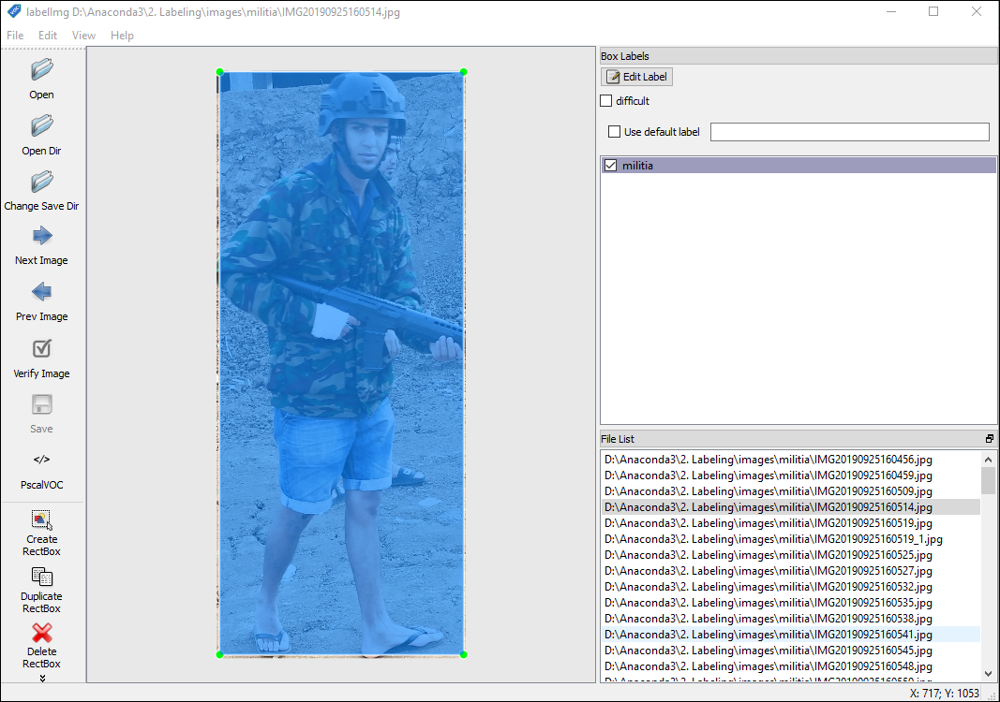 labelImg D:\Anaconda3\2. Labeling\images\militia\IMG20190925160514.jpg
File Edit View Help
Open
Open Dir
Change Save Dir
Next Image
Prev Image
Verify Image
Save
</>
PscalVOC
Create
RectBox
Duplicate
RectBox
Delete
RectBox
Box Labels
Edit Label
difficult
Use default label
militia
File List
D:\Anaconda3\2. Labeling\images\militia\IMG20190925160456.jpg
D:\Anaconda3\2. Labeling\images\militia\IMG20190925160459.jpg
D:\Anaconda3\2. Labeling\images\militia\IMG20190925160509.jpg
D:\Anaconda3\2. Labeling\images\militia\IMG20190925160514.jpg
D:\Anaconda3\2. Labeling\images\militia\IMG20190925160519.jpg
D:\Anaconda3\2. Labeling\images\militia\IMG20190925160519_1.jpg
D:\Anaconda3\2. Labeling\images\militia\IMG20190925160525.jpg
D:\Anaconda3\2. Labeling\images\militia\IMG20190925160527.jpg
D:\Anaconda3\2. Labeling\images\militia\IMG20190925160532.jpg
D:\Anaconda3\2. Labeling\images\militia\IMG20190925160535.jpg
D:\Anaconda3\2. Labeling\images\militia\IMG20190925160538.jpg
D:\Anaconda3\2. Labeling\images\militia\IMG20190925160541.jpg
D:\Anaconda3\2. Labeling\images\militia\IMG20190925160545.jpg
D:\Anaconda3\2. Labeling\images\militia\IMG20190925160548.jpg
X: 717; Y: 1053